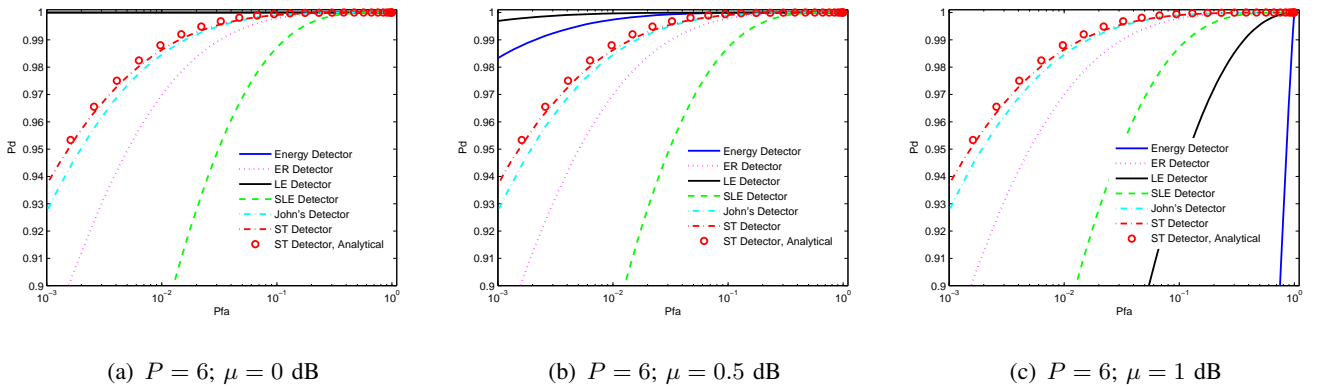 1
0.99
0.98
0.97
0.96
0.95
0.94
0.93
0.92
0.91
0.9
Pd
10⁻³
10⁻²
10⁻¹
10⁰
Pfa
Energy Detector
ER Detector
LE Detector
SLE Detector
John's Detector
ST Detector
ST Detector, Analytical
(a) P = 6; μ = 0 dB
1
0.99
0.98
0.97
0.96
0.95
0.94
0.93
0.92
0.91
0.9
Pd
10⁻³
10⁻²
10⁻¹
10⁰
Pfa
Energy Detector
ER Detector
LE Detector
SLE Detector
John's Detector
ST Detector
ST Detector, Analytical
(b) P = 6; μ = 0.5 dB
1
0.99
0.98
0.97
0.96
0.95
0.94
0.93
0.92
0.91
0.9
Pd
10⁻³
10⁻²
10⁻¹
10⁰
Pfa
Energy Detector
ER Detector
LE Detector
SLE Detector
John's Detector
ST Detector
ST Detector, Analytical
(c) P = 6; μ = 1 dB